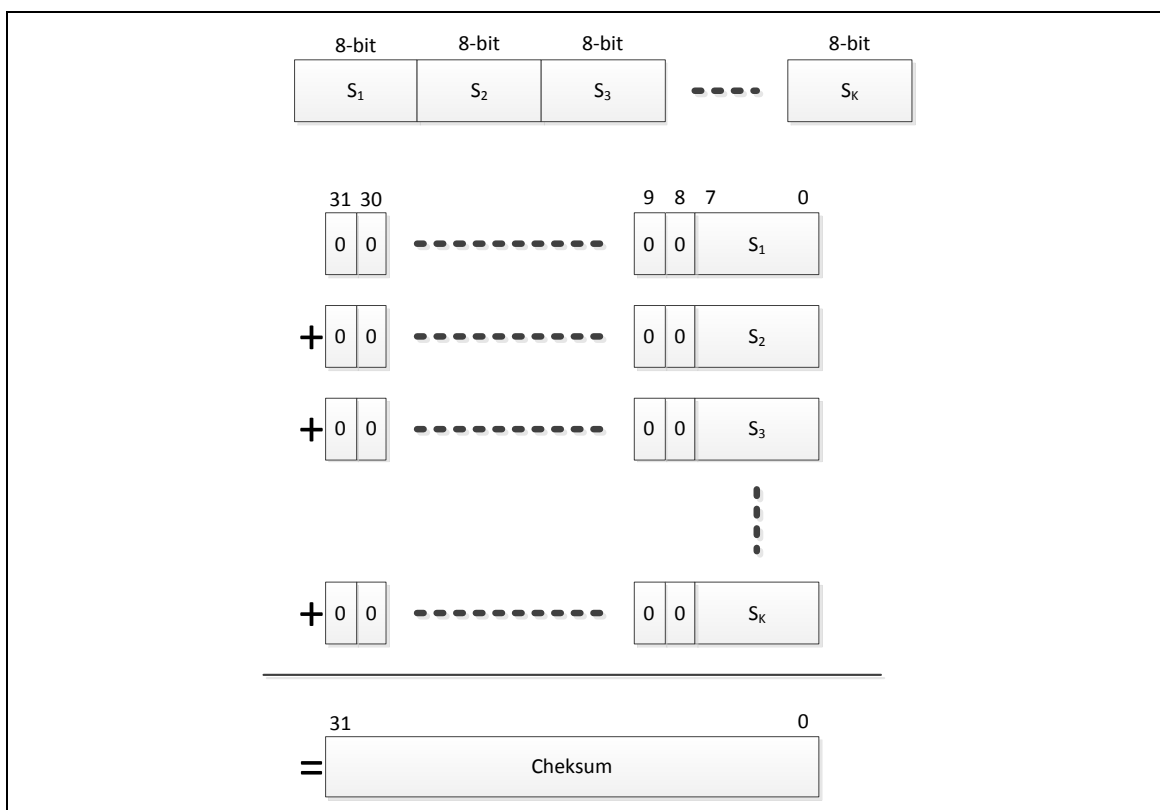 8-bit 8-bit 8-bit 8-bit
S₁ S₂ S₃ Sₖ
31 30 9 8 7 0
0 0 0 0 S₁
+ 0 0 0 0 S₂
+ 0 0 0 0 S₃
+ 0 0 0 0 Sₖ
31 0
= Cheksum